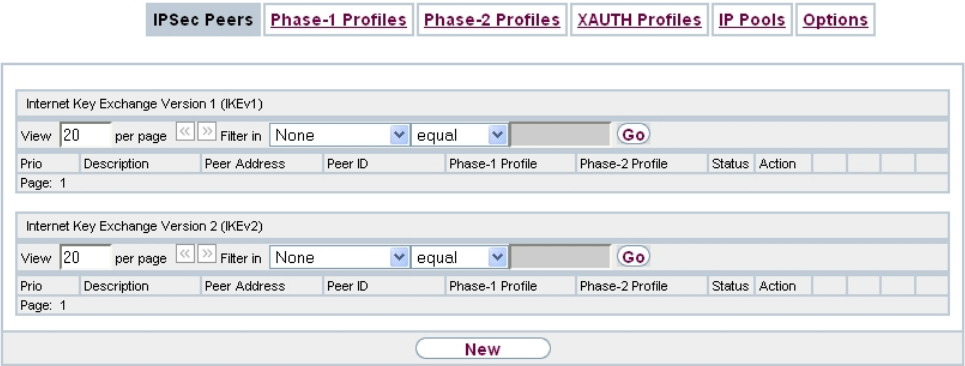 IPSec Peers Phase-1 Profiles Phase-2 Profiles XAUTH Profiles IP Pools Options
Internet Key Exchange Version 1 (IKEv1)
View 20 per page « » Filter in None equal Go
Prio Description Peer Address Peer ID Phase-1 Profile Phase-2 Profile Status Action
Page: 1
Internet Key Exchange Version 2 (IKEv2)
View 20 per page « » Filter in None equal Go
Prio Description Peer Address Peer ID Phase-1 Profile Phase-2 Profile Status Action
Page: 1
New